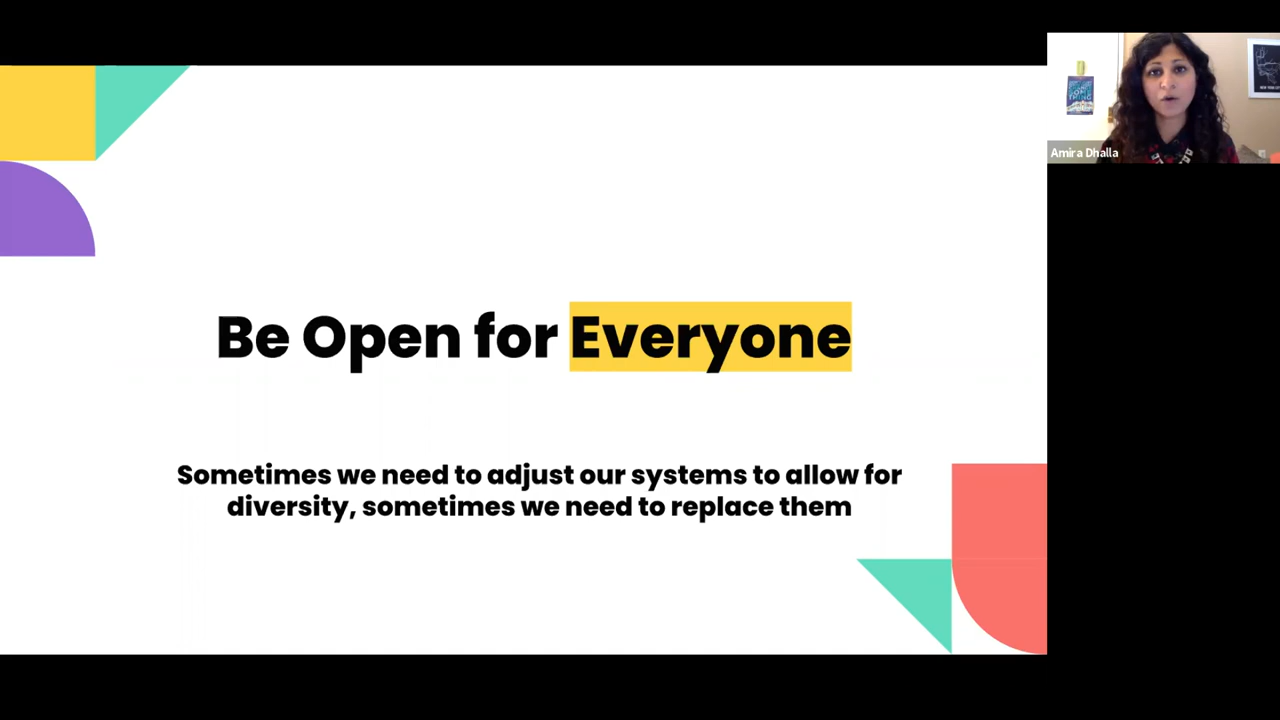 Be Open for Everyone
Sometimes we need to adjust our systems to allow for
diversity, sometimes we need to replace them
Amira Dhalla